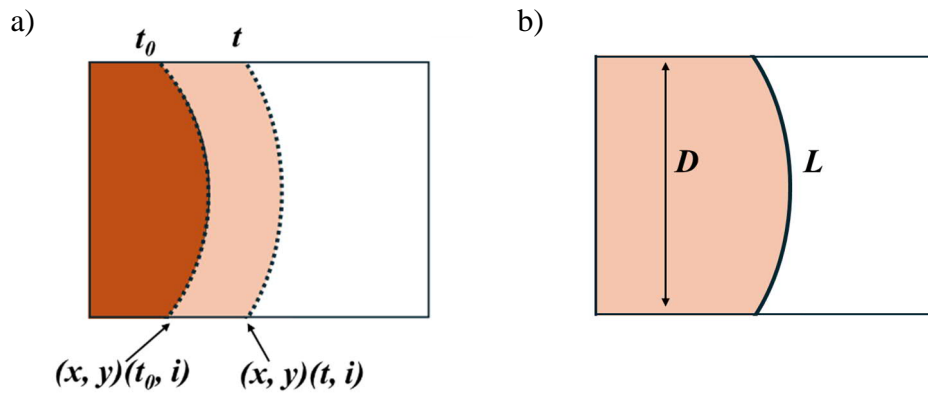 a)
t₀ t
(x, y)(t₀, i) (x, y)(t, i)
b)
D L